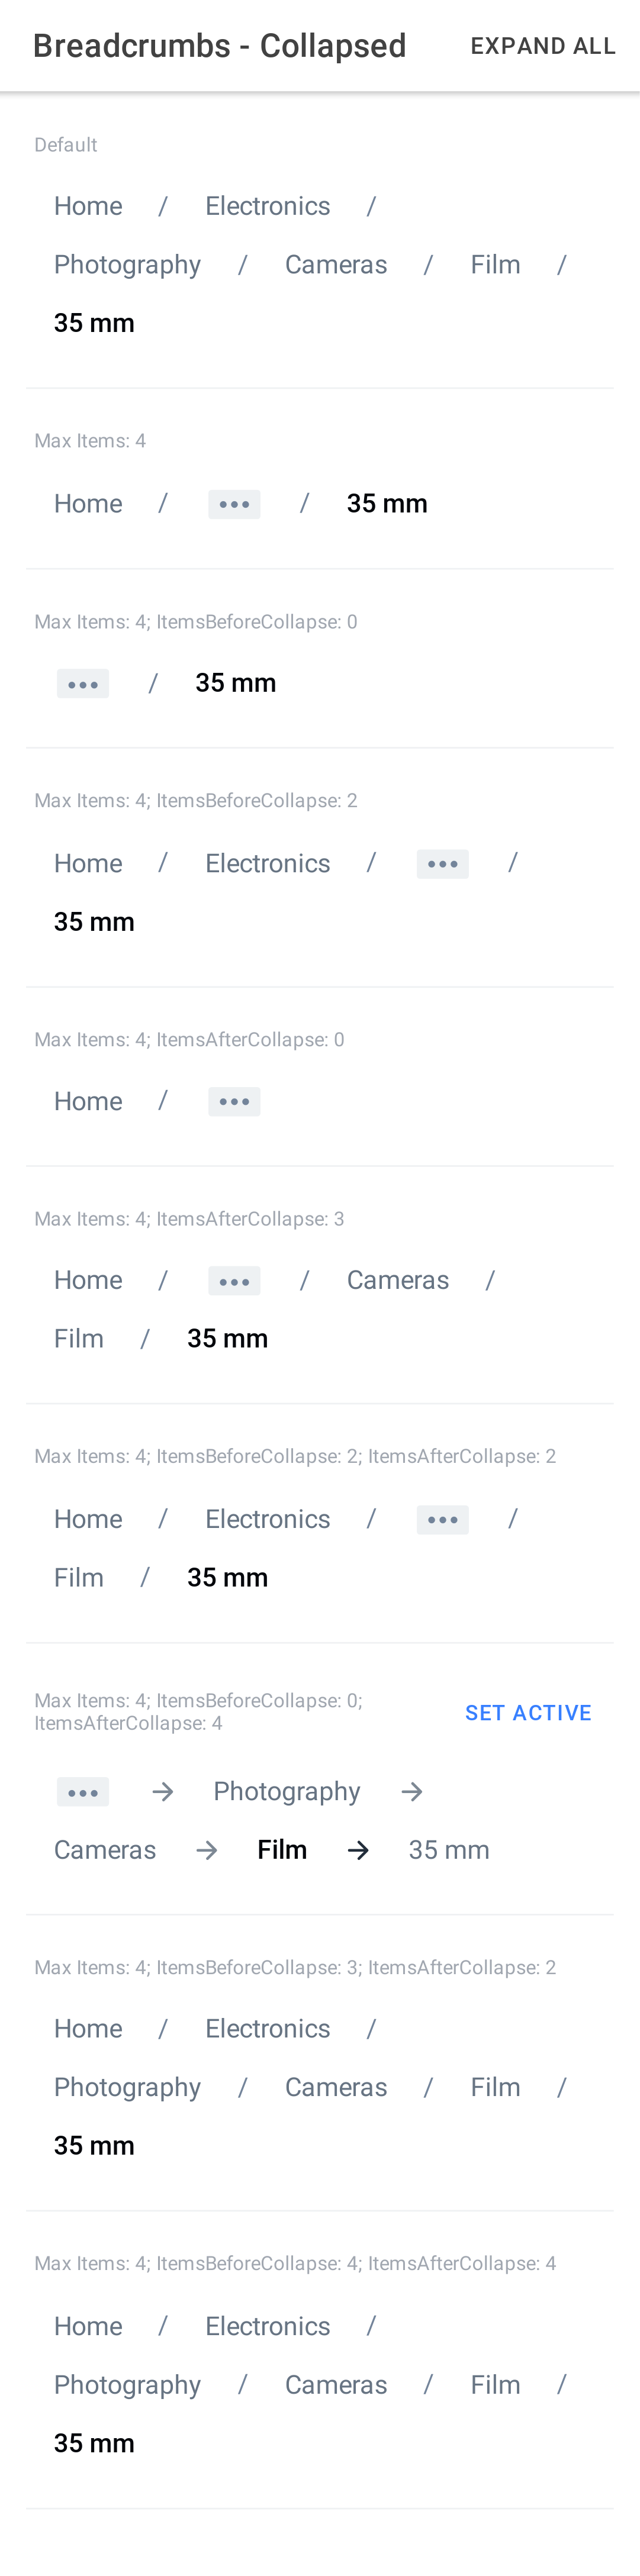 Breadcrumbs - Collapsed EXPAND ALL
Default
Home / Electronics /
Photography / Cameras / Film /
35 mm
Max Items: 4
Home / ••• / 35 mm
Max Items: 4; ItemsBeforeCollapse: 0
••• / 35 mm
Max Items: 4; ItemsBeforeCollapse: 2
Home / Electronics / ••• /
35 mm
Max Items: 4; ItemsAfterCollapse: 0
Home / •••
Max Items: 4; ItemsAfterCollapse: 3
Home / ••• / Cameras /
Film / 35 mm
Max Items: 4; ItemsBeforeCollapse: 2; ItemsAfterCollapse: 2
Home / Electronics / ••• /
Film / 35 mm
Max Items: 4; ItemsBeforeCollapse: 0;
ItemsAfterCollapse: 4
SET ACTIVE
••• → Photography →
Cameras → Film → 35 mm
Max Items: 4; ItemsBeforeCollapse: 3; ItemsAfterCollapse: 2
Home / Electronics /
Photography / Cameras / Film /
35 mm
Max Items: 4; ItemsBeforeCollapse: 4; ItemsAfterCollapse: 4
Home / Electronics /
Photography / Cameras / Film /
35 mm